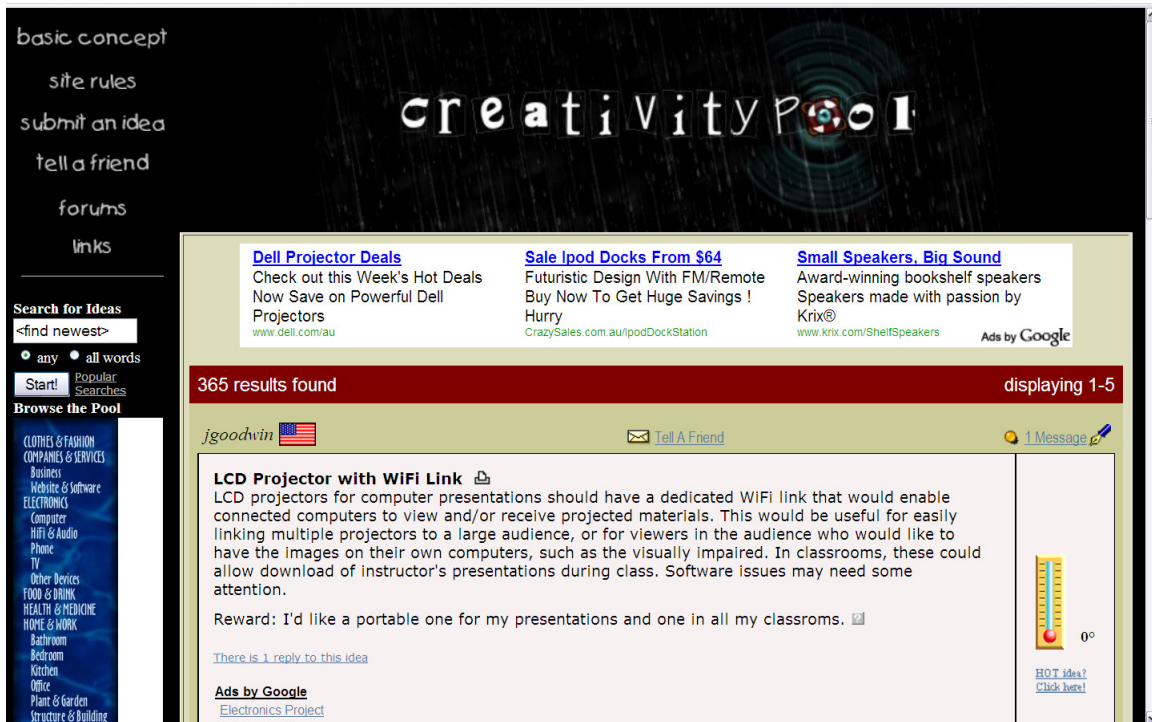 basic concept
site rules
submit an idea
tell a friend
forums
links
Search for Ideas
<find newest>
any all words
Start! Popular
Searches
Browse the Pool
CLOTHES & FASHION
COMPANIES & SERVICES
Business
Website & Software
ELECTRONICS
Computer
HiFi & Audio
Phone
TV
Other Devices
FOOD & DRINK
HEALTH & MEDICINE
HOME & WORK
Bathroom
Bedroom
Kitchen
Office
Plant & Garden
Structure & Building
creativitypool
Dell Projector Deals
Check out this Week's Hot Deals
Now Save on Powerful Dell
Projectors
www.dell.com/au
Sale Ipod Docks From $64
Futuristic Design With FM/Remote
Buy Now To Get Huge Savings !
Hurry
CrazySales.com.au/IpodDockStation
Small Speakers, Big Sound
Award-winning bookshelf speakers
Speakers made with passion by
Krix®
www.krix.com/ShelfSpeakers
Ads by Google
365 results found displaying 1-5
jgoodwin Tell A Friend 1 Message
LCD Projector with WiFi Link
LCD projectors for computer presentations should have a dedicated WiFi link that would enable
connected computers to view and/or receive projected materials. This would be useful for easily
linking multiple projectors to a large audience, or for viewers in the audience who would like to
have the images on their own computers, such as the visually impaired. In classrooms, these could
allow download of instructor's presentations during class. Software issues may need some
attention.
Reward: I'd like a portable one for my presentations and one in all my classroms.
There is 1 reply to this idea
Ads by Google
Electronics Project
0°
HOT idea?
Click here!